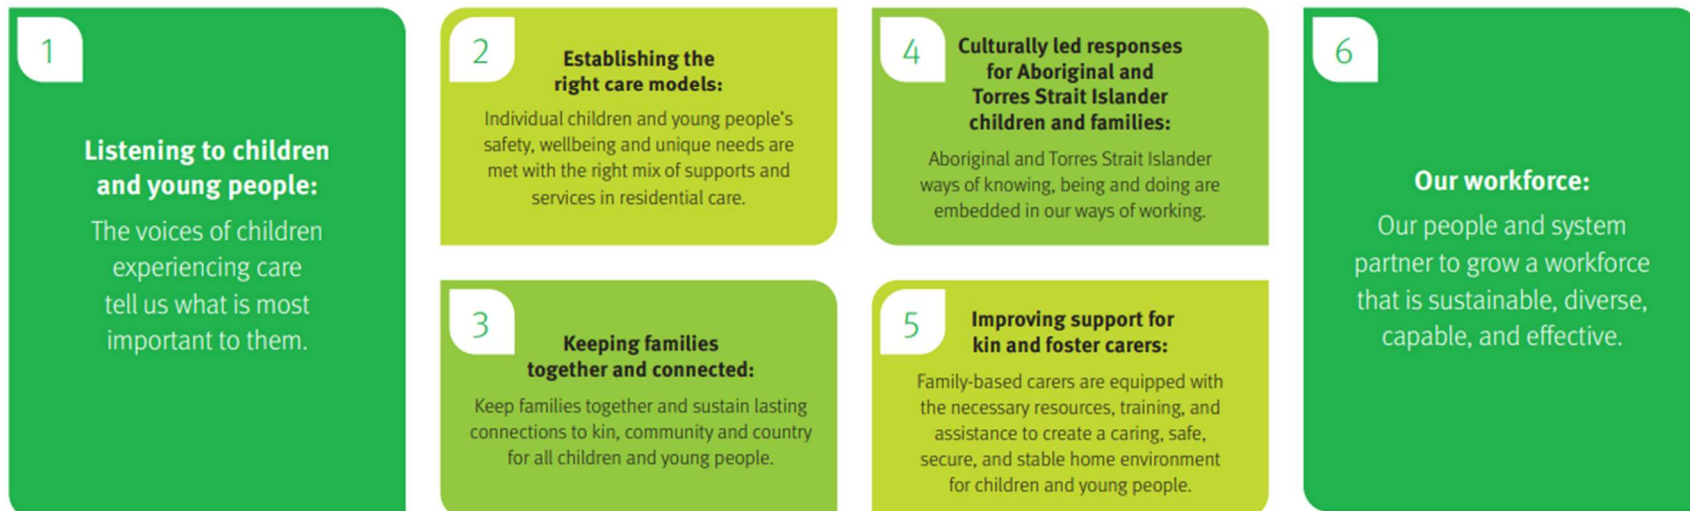 1
Listening to children
and young people:
The voices of children
experiencing care
tell us what is most
important to them.
2
Establishing the
right care models:
Individual children and young people's
safety, wellbeing and unique needs are
met with the right mix of supports and
services in residential care.
3
Keeping families
together and connected:
Keep families together and sustain lasting
connections to kin, community and country
for all children and young people.
4
Culturally led responses
for Aboriginal and
Torres Strait Islander
children and families:
Aboriginal and Torres Strait Islander
ways of knowing, being and doing are
embedded in our ways of working.
5
Improving support for
kin and foster carers:
Family-based carers are equipped with
the necessary resources, training, and
assistance to create a caring, safe,
secure, and stable home environment
for children and young people.
6
Our workforce:
Our people and system
partner to grow a workforce
that is sustainable, diverse,
capable, and effective.